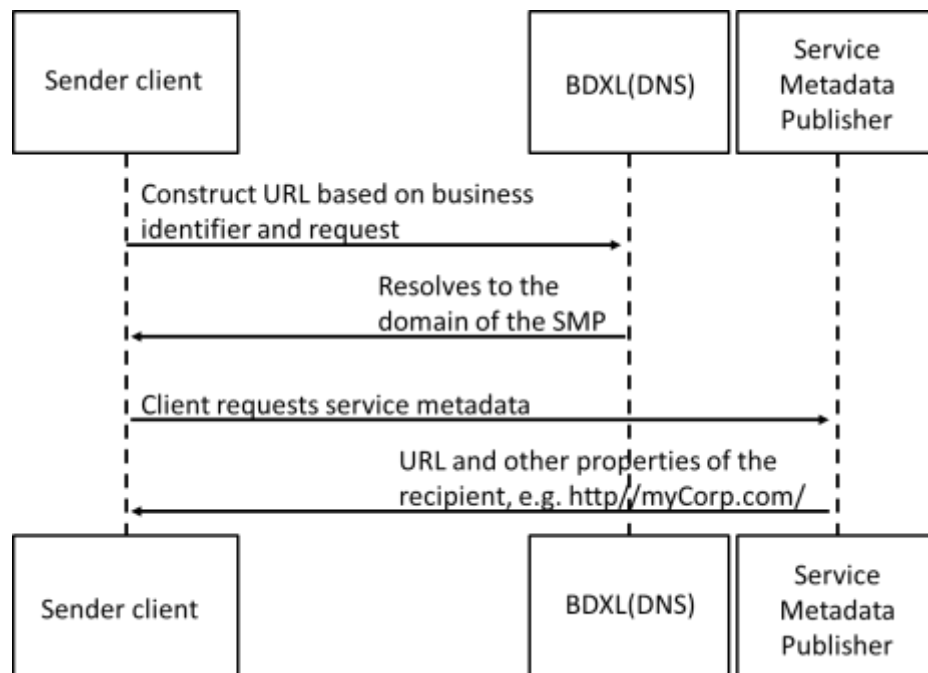 Sender client
BDXL(DNS)
Service
Metadata
Publisher
Construct URL based on business
identifier and request
Resolves to the
domain of the SMP
Client requests service metadata
URL and other properties of the
recipient, e.g. http//myCorp.com/
Sender client
BDXL(DNS)
Service
Metadata
Publisher